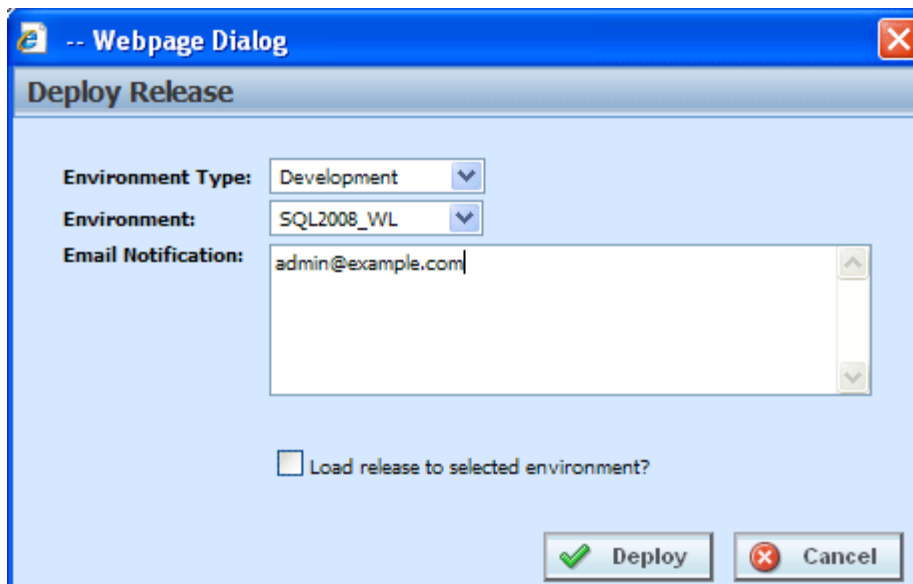 -- Webpage Dialog
Deploy Release
Environment Type: Development
Environment: SQL2008_WL
Email Notification: admin@example.com
Load release to selected environment?
Deploy Cancel